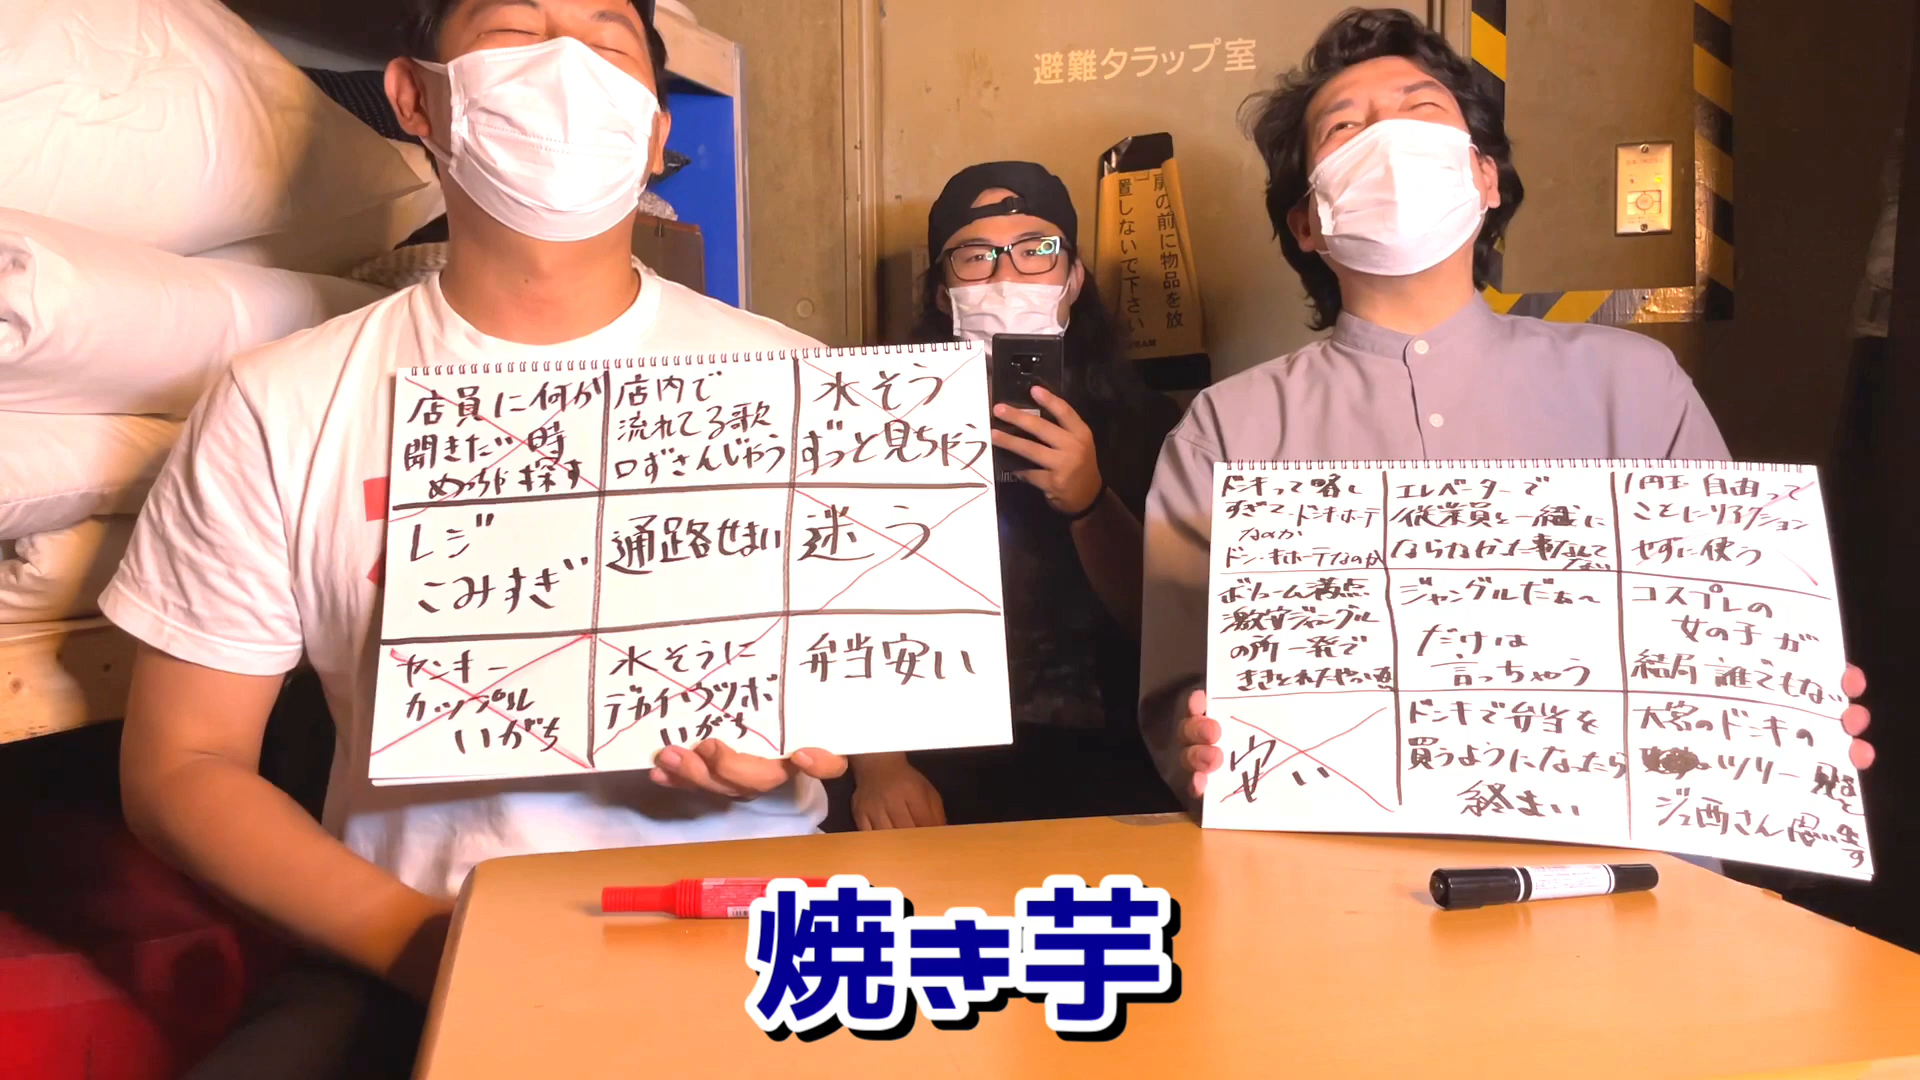 避難タラップ室
扉の前に物品を放
置しないで下さい
店員に何か
聞きたい時
めっちゃ探す
店内で
流れてる歌
口ずさんじゃう
水そう
ずっと見ちゃう
レジ
こみすぎ
通路せまい
迷う
ヤンキー
カップル
いがち
水そうに
デカイウツボ
いがち
弁当安い
ドンキって略し
すぎて ドンキホーテ
なのか
ドン・キホーテなのか
エレベーターで
従業員と一緒に
ならなかった事なんて
ない
1円玉 自由って
ことにリアクション
せずに使う
ボリューム満点
激安ジャングル
の所 一発で
ききとれたやつ
ジャングルだぁ〜
だけは
言っちゃう
コスプレの
女の子が
結局 誰でもない
安い
ドンキで弁当を
買うようになったら
終まい
ドンキの
ツリー 見ると
西さん 思い出す
焼き芋